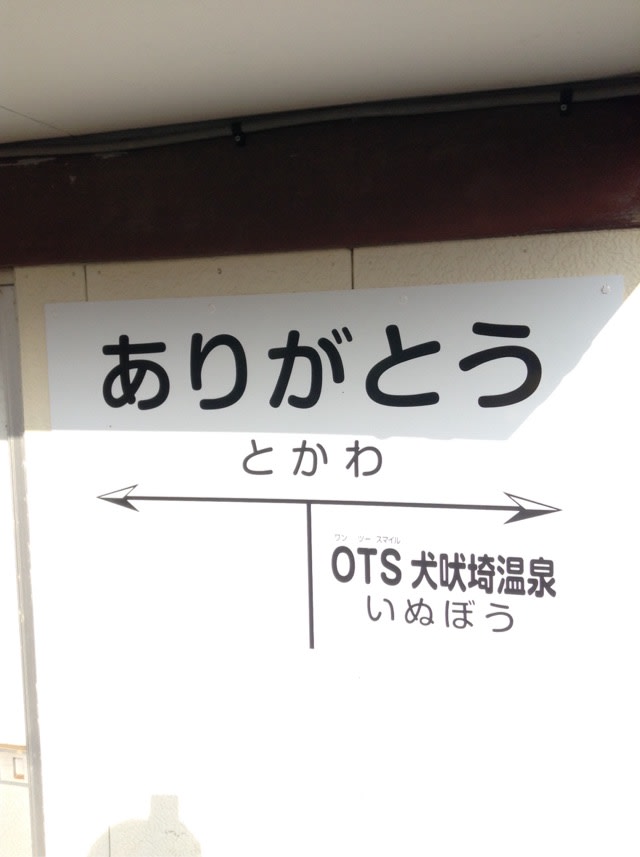 ありがとう
とかわ
ワン ツー スマイル
OTS 犬吠埼温泉
いぬぼう